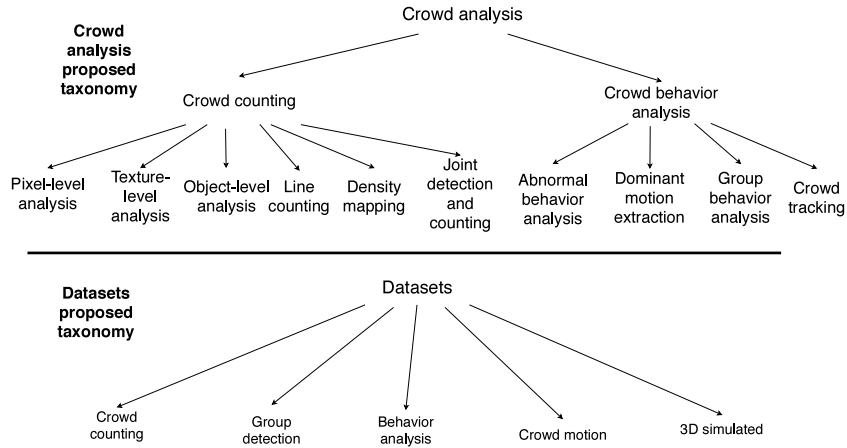 Crowd analysis
Crowd
analysis
proposed
taxonomy
Crowd counting
Crowd behavior
analysis
Pixel-level
analysis
Texture-
level
analysis
Object-level
analysis
Line
counting
Density
mapping
Joint
detection
and
counting
Abnormal
behavior
analysis
Dominant
motion
extraction
Group
behavior
analysis
Crowd
tracking
Datasets
proposed
taxonomy
Datasets
Crowd
counting
Group
detection
Behavior
analysis
Crowd motion
3D simulated